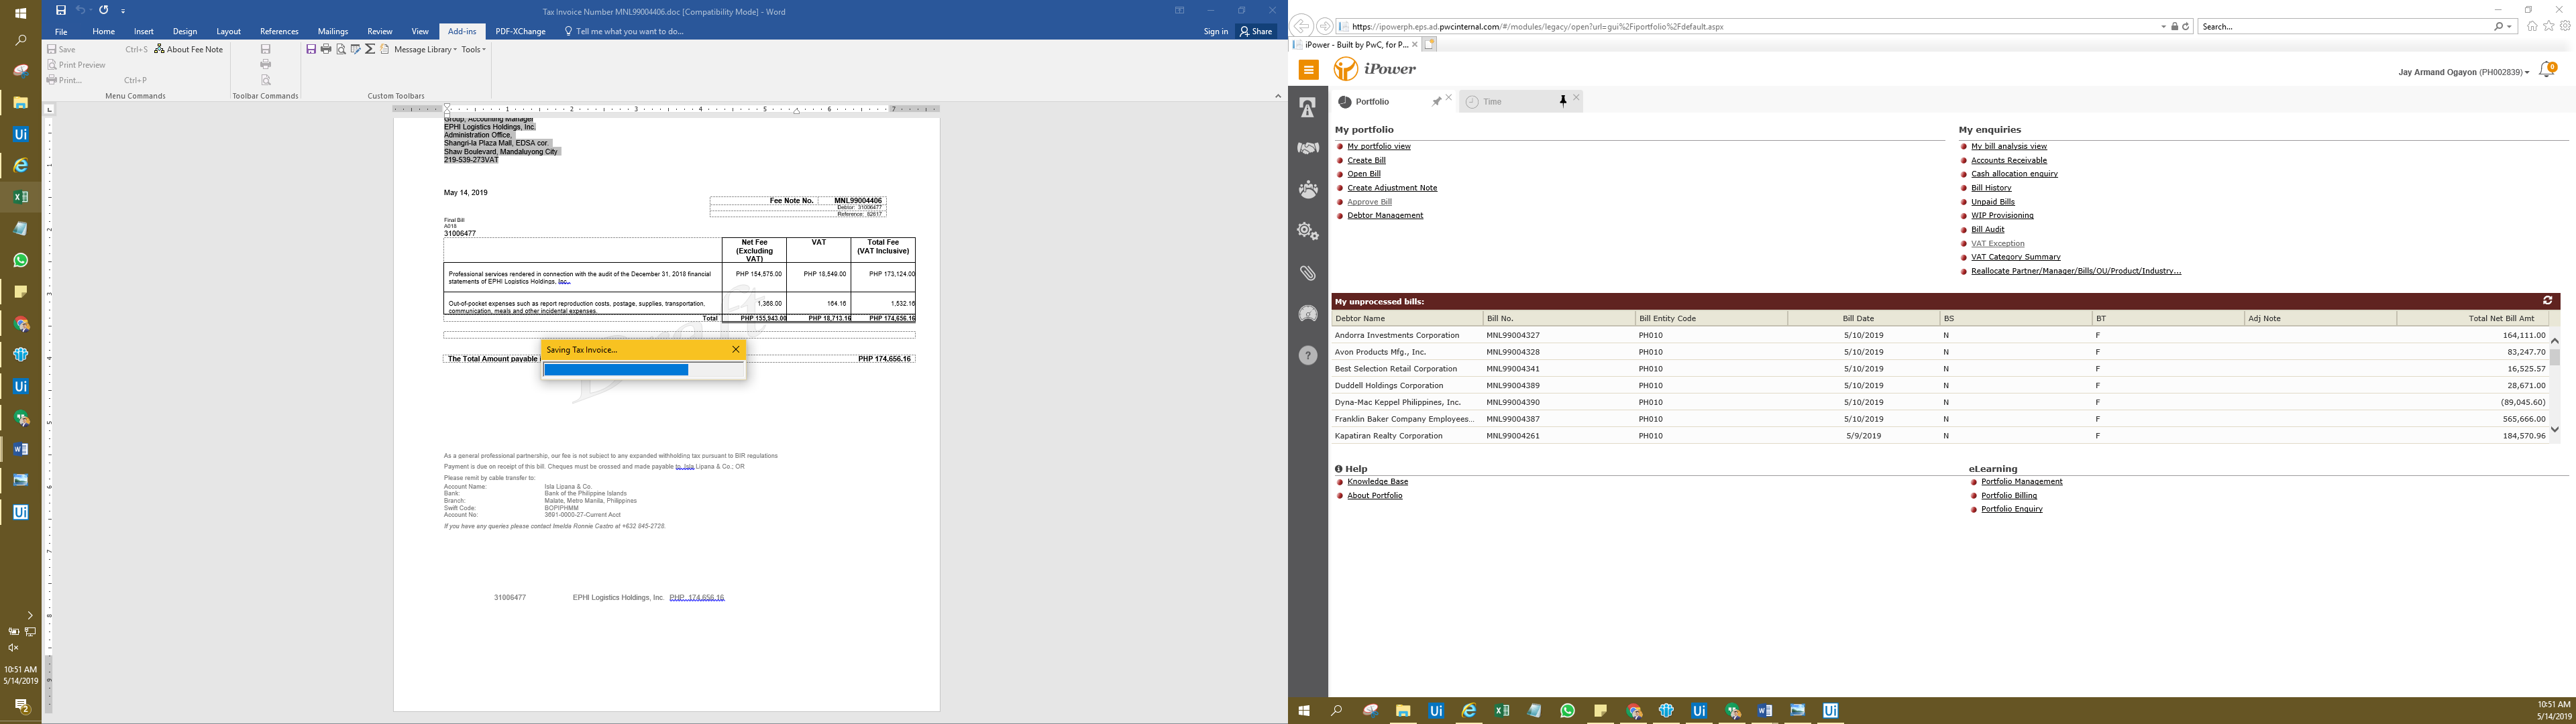 Tax Invoice Number MNL99004406.doc [Compatibility Mode] - Word
File Home Insert Design Layout References Mailings Review View Add-ins PDF-XChange Tell me what you want to do... Sign in Share
Save Ctrl+S About Fee Note
Print Preview
Print... Ctrl+P
Message Library Tools
Menu Commands Toolbar Commands Custom Toolbars
Group, Accounting Manager
EPHI Logistics Holdings, Inc.
Administration Office,
Shangri-la Plaza Mall, EDSA cor.
Shaw Boulevard, Mandaluyong City
219-539-273VAT
May 14, 2019
Fee Note No. MNL99004406
Debtor: 31006477
Reference: 82617
Final Bill
A018
31006477
Net Fee (Excluding VAT) VAT Total Fee (VAT Inclusive)
Professional services rendered in connection with the audit of the December 31, 2018 financial statements of EPHI Logistics Holdings, Inc.. PHP 154,575.00 PHP 18,549.00 PHP 173,124.00
Out-of-pocket expenses such as report reproduction costs, postage, supplies, transportation, communication, meals and other incidental expenses. 1,368.00 164.16 1,532.16
Total PHP 155,943.00 PHP 18,713.16 PHP 174,656.16
Draft
The Total Amount payable PHP 174,656.16
Saving Tax Invoice...
As a general professional partnership, our fee is not subject to any expanded withholding tax pursuant to BIR regulations
Payment is due on receipt of this bill. Cheques must be crossed and made payable to Isla Lipana & Co.; OR
Please remit by cable transfer to:
Account Name: Isla Lipana & Co.
Bank: Bank of the Philippine Islands
Branch: Malate, Metro Manila, Philippines
Swift Code: BOPIPHMM
Account No: 3691-0000-27-Current Acct
If you have any queries please contact Imelda Ronnie Castro at +632 845-2728.
31006477 EPHI Logistics Holdings, Inc. PHP 174,656.16
10:51 AM
5/14/2019
2
https://ipowerph.eps.ad.pwcinternal.com/#/modules/legacy/open?url=gui%2Fiportfolio%2Fdefault.aspx
Search...
iPower - Built by PwC, for P...
iPower
Jay Armand Ogayon (PH002839)
0
Portfolio Time
My portfolio
My portfolio view
Create Bill
Open Bill
Create Adjustment Note
Approve Bill
Debtor Management
My enquiries
My bill analysis view
Accounts Receivable
Cash allocation enquiry
Bill History
Unpaid Bills
WIP Provisioning
Bill Audit
VAT Exception
VAT Category Summary
Reallocate Partner/Manager/Bills/OU/Product/Industry...
My unprocessed bills:
Debtor Name Bill No. Bill Entity Code Bill Date BS BT Adj Note Total Net Bill Amt
Andorra Investments Corporation MNL99004327 PH010 5/10/2019 N F 164,111.00
Avon Products Mfg., Inc. MNL99004328 PH010 5/10/2019 N F 83,247.70
Best Selection Retail Corporation MNL99004341 PH010 5/10/2019 N F 16,525.57
Duddell Holdings Corporation MNL99004389 PH010 5/10/2019 N F 28,671.00
Dyna-Mac Keppel Philippines, Inc. MNL99004390 PH010 5/10/2019 N F (89,045.60)
Franklin Baker Company Employees... MNL99004387 PH010 5/10/2019 N F 565,666.00
Kapatiran Realty Corporation MNL99004261 PH010 5/9/2019 N F 184,570.96
Help
Knowledge Base
About Portfolio
eLearning
Portfolio Management
Portfolio Billing
Portfolio Enquiry
10:51 AM
5/14/2019